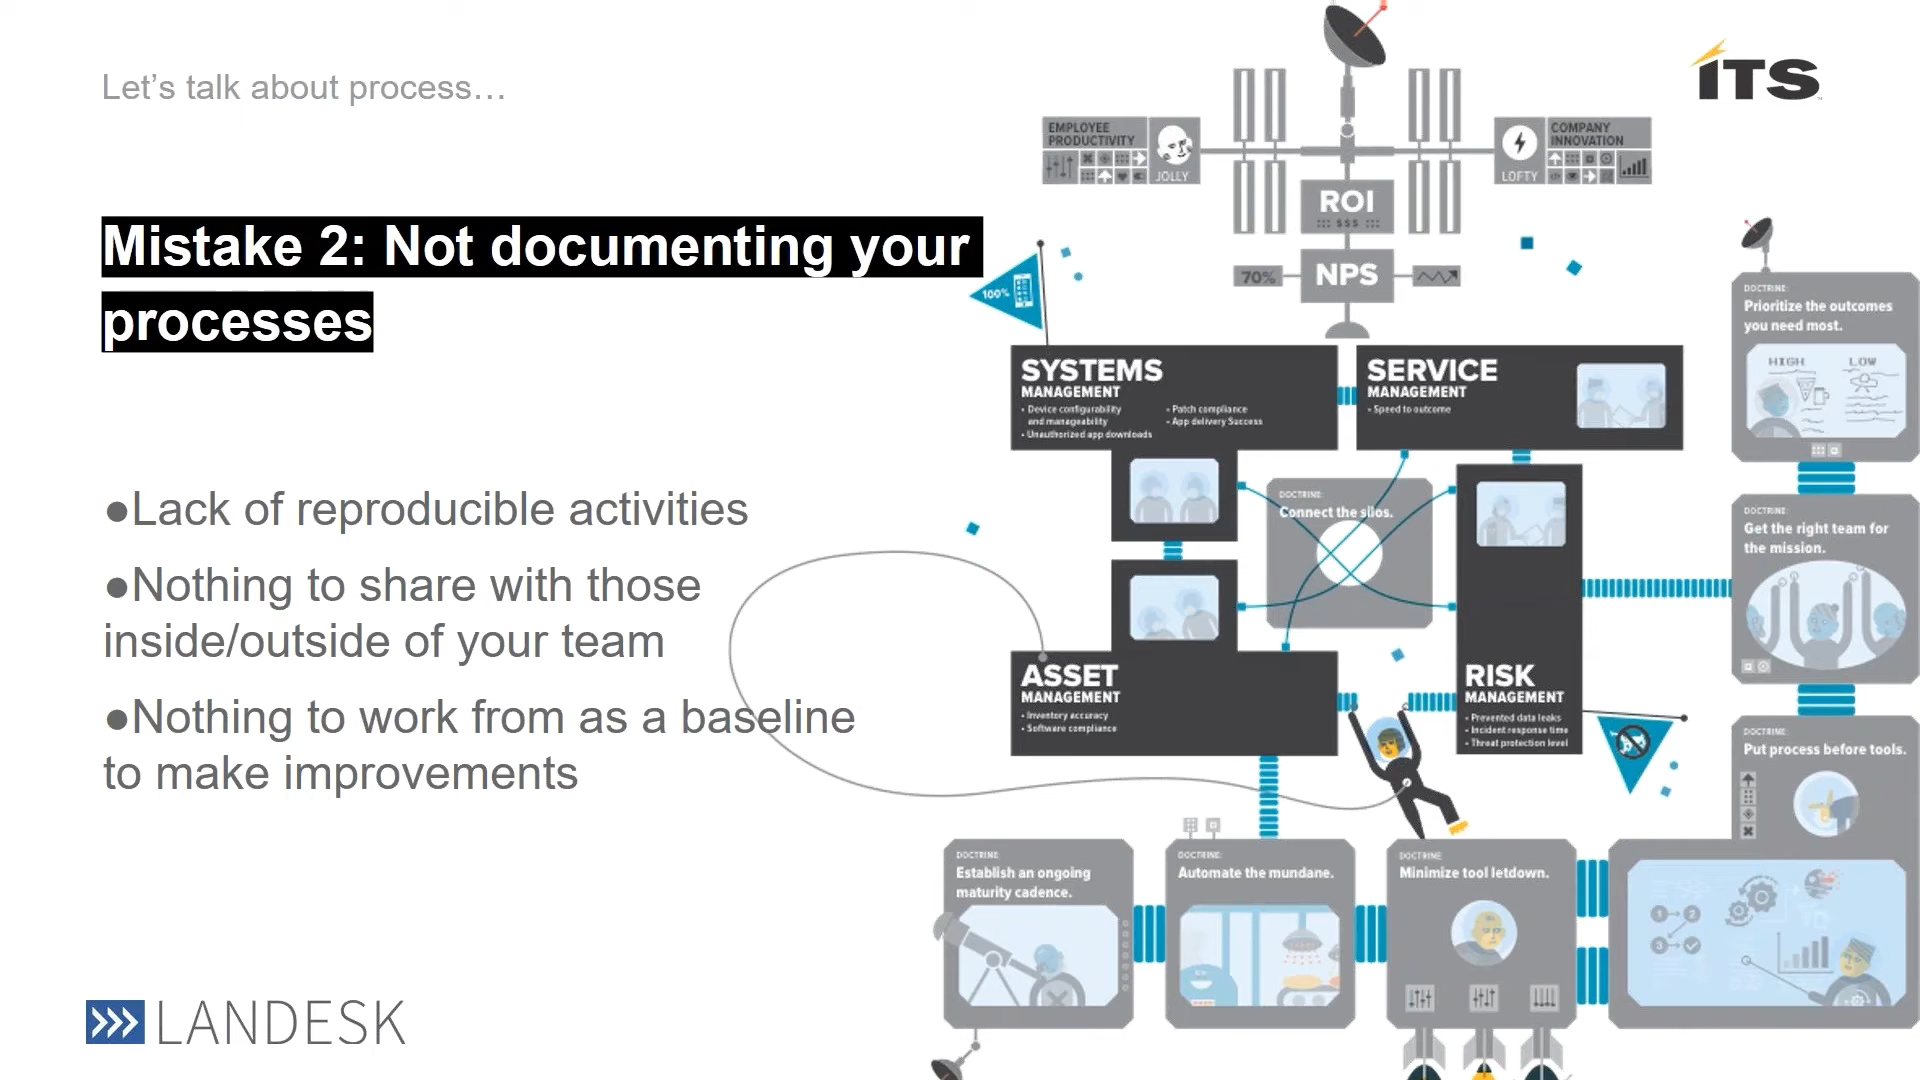 Let's talk about process…
iTS
Mistake 2: Not documenting your
processes
●Lack of reproducible activities
●Nothing to share with those
inside/outside of your team
●Nothing to work from as a baseline
to make improvements
LANDESK
EMPLOYEE
PRODUCTIVITY
JOLLY
COMPANY
INNOVATION
LOFTY
ROI
$$$
70%
NPS
100%
SYSTEMS
MANAGEMENT
• Device configurability
and manageability
• Unauthorized app downloads
• Patch compliance
• App delivery Success
SERVICE
MANAGEMENT
• Speed to outcome
DOCTRINE:
Connect the silos.
ASSET
MANAGEMENT
• Inventory accuracy
• Software compliance
RISK
MANAGEMENT
• Prevented data leaks
• Incident response time
• Threat protection level
DOCTRINE:
Prioritize the outcomes
you need most.
HIGH
LOW
DOCTRINE:
Get the right team for
the mission.
DOCTRINE:
Put process before tools.
1
2
3
DOCTRINE:
Establish an ongoing
maturity cadence.
DOCTRINE:
Automate the mundane.
DOCTRINE:
Minimize tool letdown.